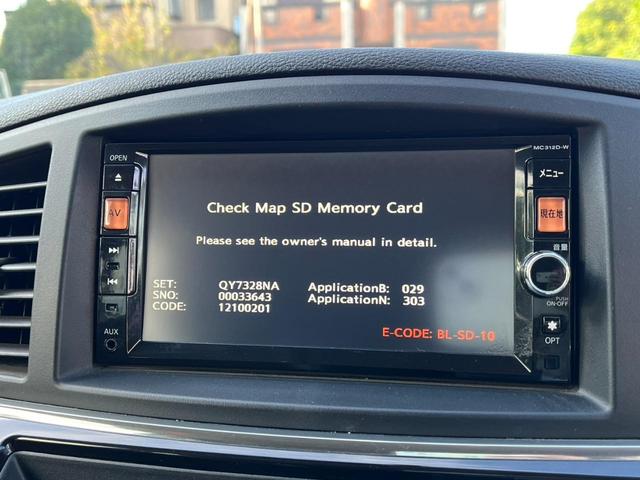 MC312D-W
OPEN
メニュー
AV
現在地
音量
PUSH
ON-OFF
AUX
OPT
Check Map SD Memory Card
Please see the owner's manual in detail.
SET: QY7328NA ApplicationB: 029
SNO: 00033643 ApplicationN: 303
CODE: 12100201
E-CODE: BL-SD-10